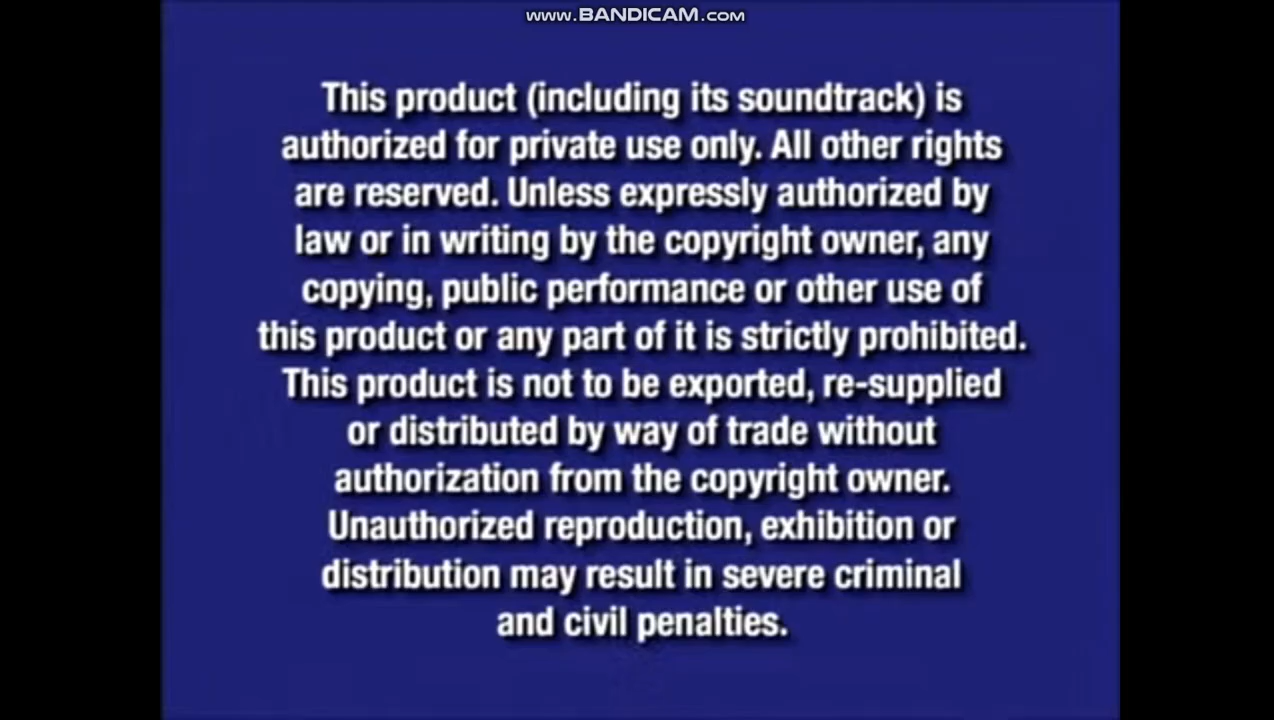 www.BANDICAM.com
This product (including its soundtrack) is
authorized for private use only. All other rights
are reserved. Unless expressly authorized by
law or in writing by the copyright owner, any
copying, public performance or other use of
this product or any part of it is strictly prohibited.
This product is not to be exported, re-supplied
or distributed by way of trade without
authorization from the copyright owner.
Unauthorized reproduction, exhibition or
distribution may result in severe criminal
and civil penalties.